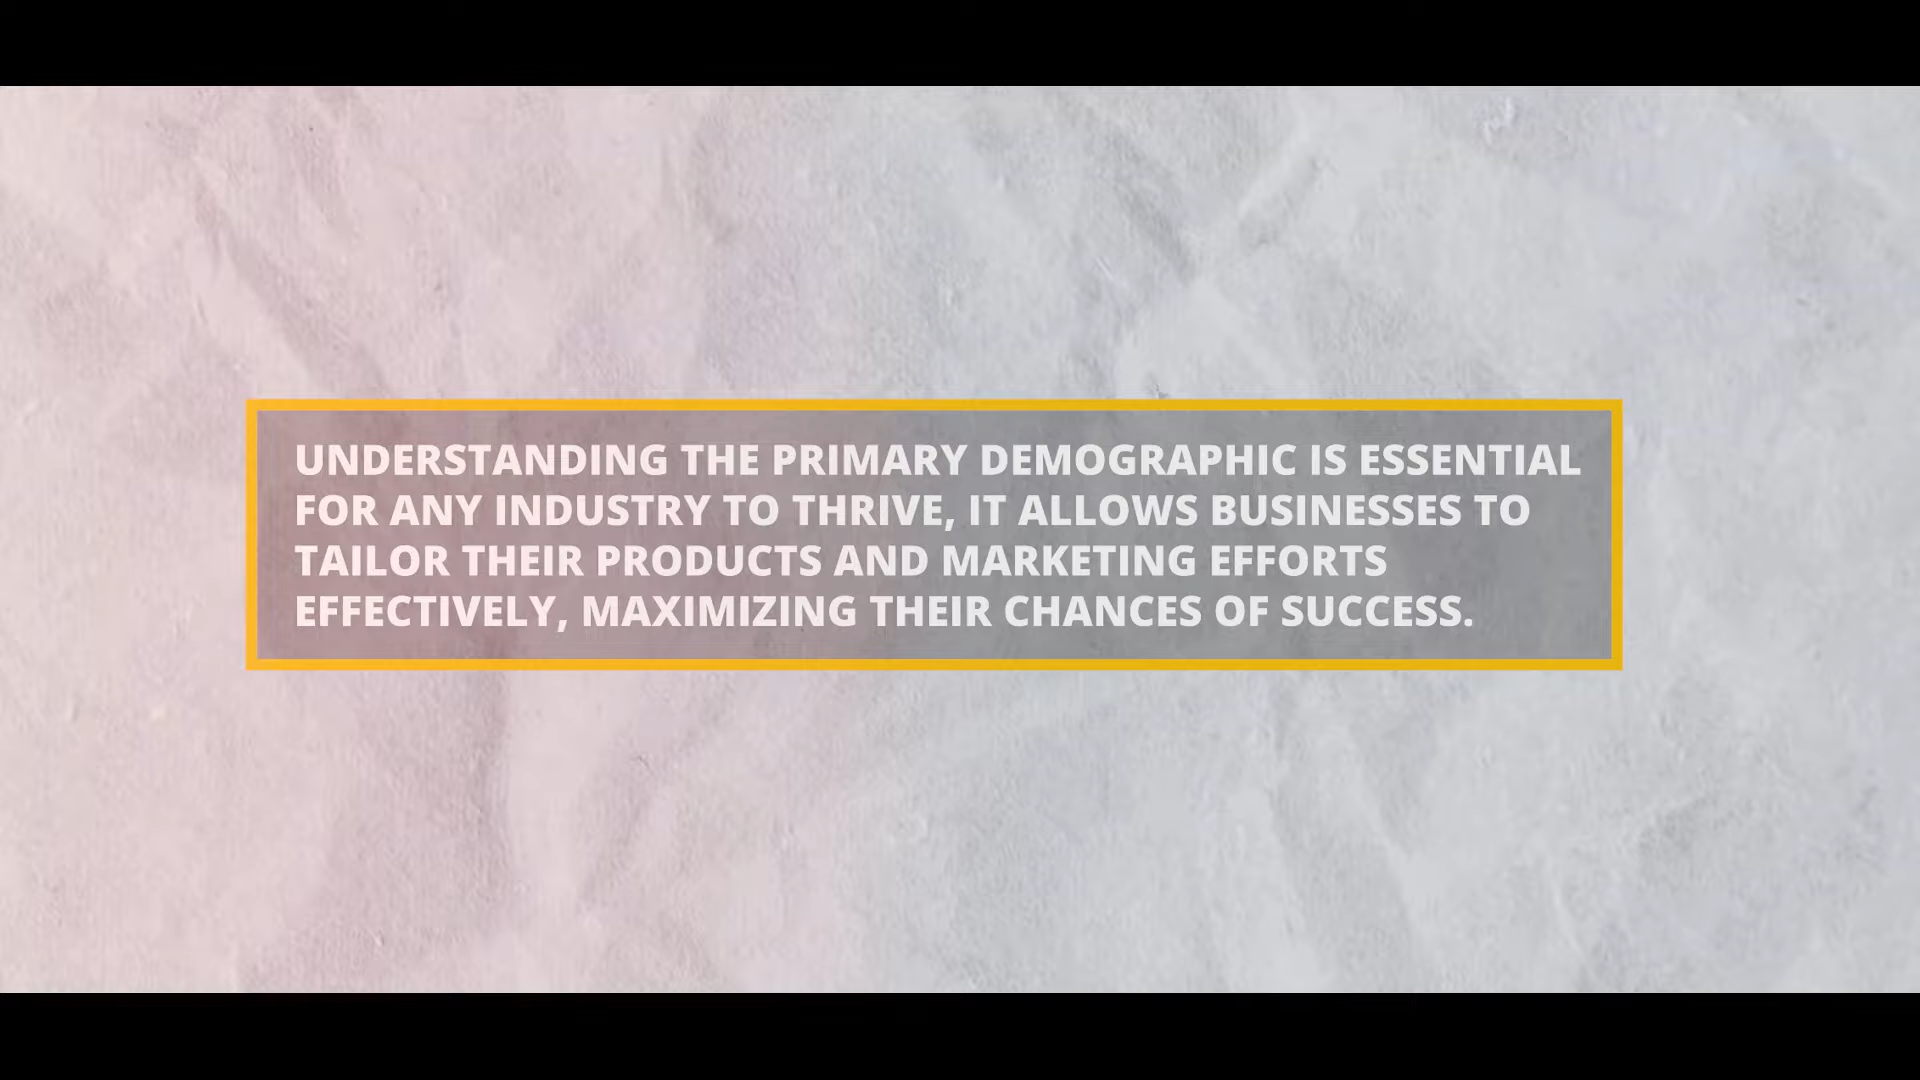 UNDERSTANDING THE PRIMARY DEMOGRAPHIC IS ESSENTIAL
FOR ANY INDUSTRY TO THRIVE, IT ALLOWS BUSINESSES TO
TAILOR THEIR PRODUCTS AND MARKETING EFFORTS
EFFECTIVELY, MAXIMIZING THEIR CHANCES OF SUCCESS.